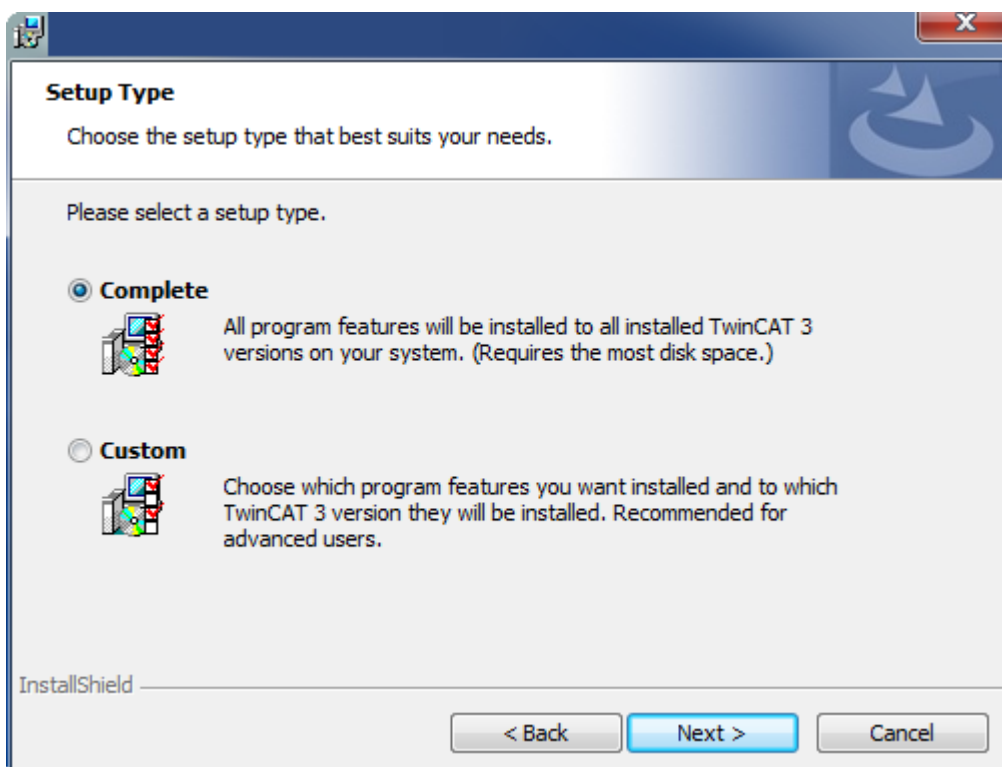 Setup Type
Choose the setup type that best suits your needs.
Please select a setup type.
Complete
All program features will be installed to all installed TwinCAT 3
versions on your system. (Requires the most disk space.)
Custom
Choose which program features you want installed and to which
TwinCAT 3 version they will be installed. Recommended for
advanced users.
InstallShield
< Back
Next >
Cancel